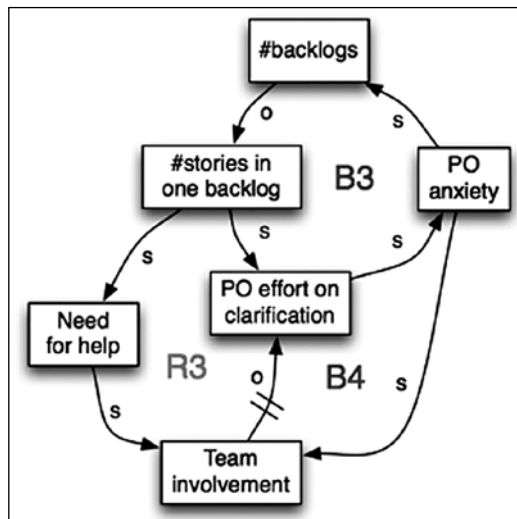 #backlogs
o
s
#stories in
one backlog
B3
PO
anxiety
s
s
s
PO effort on
clarification
Need
for help
R3
o
B4
s
s
Team
involvement